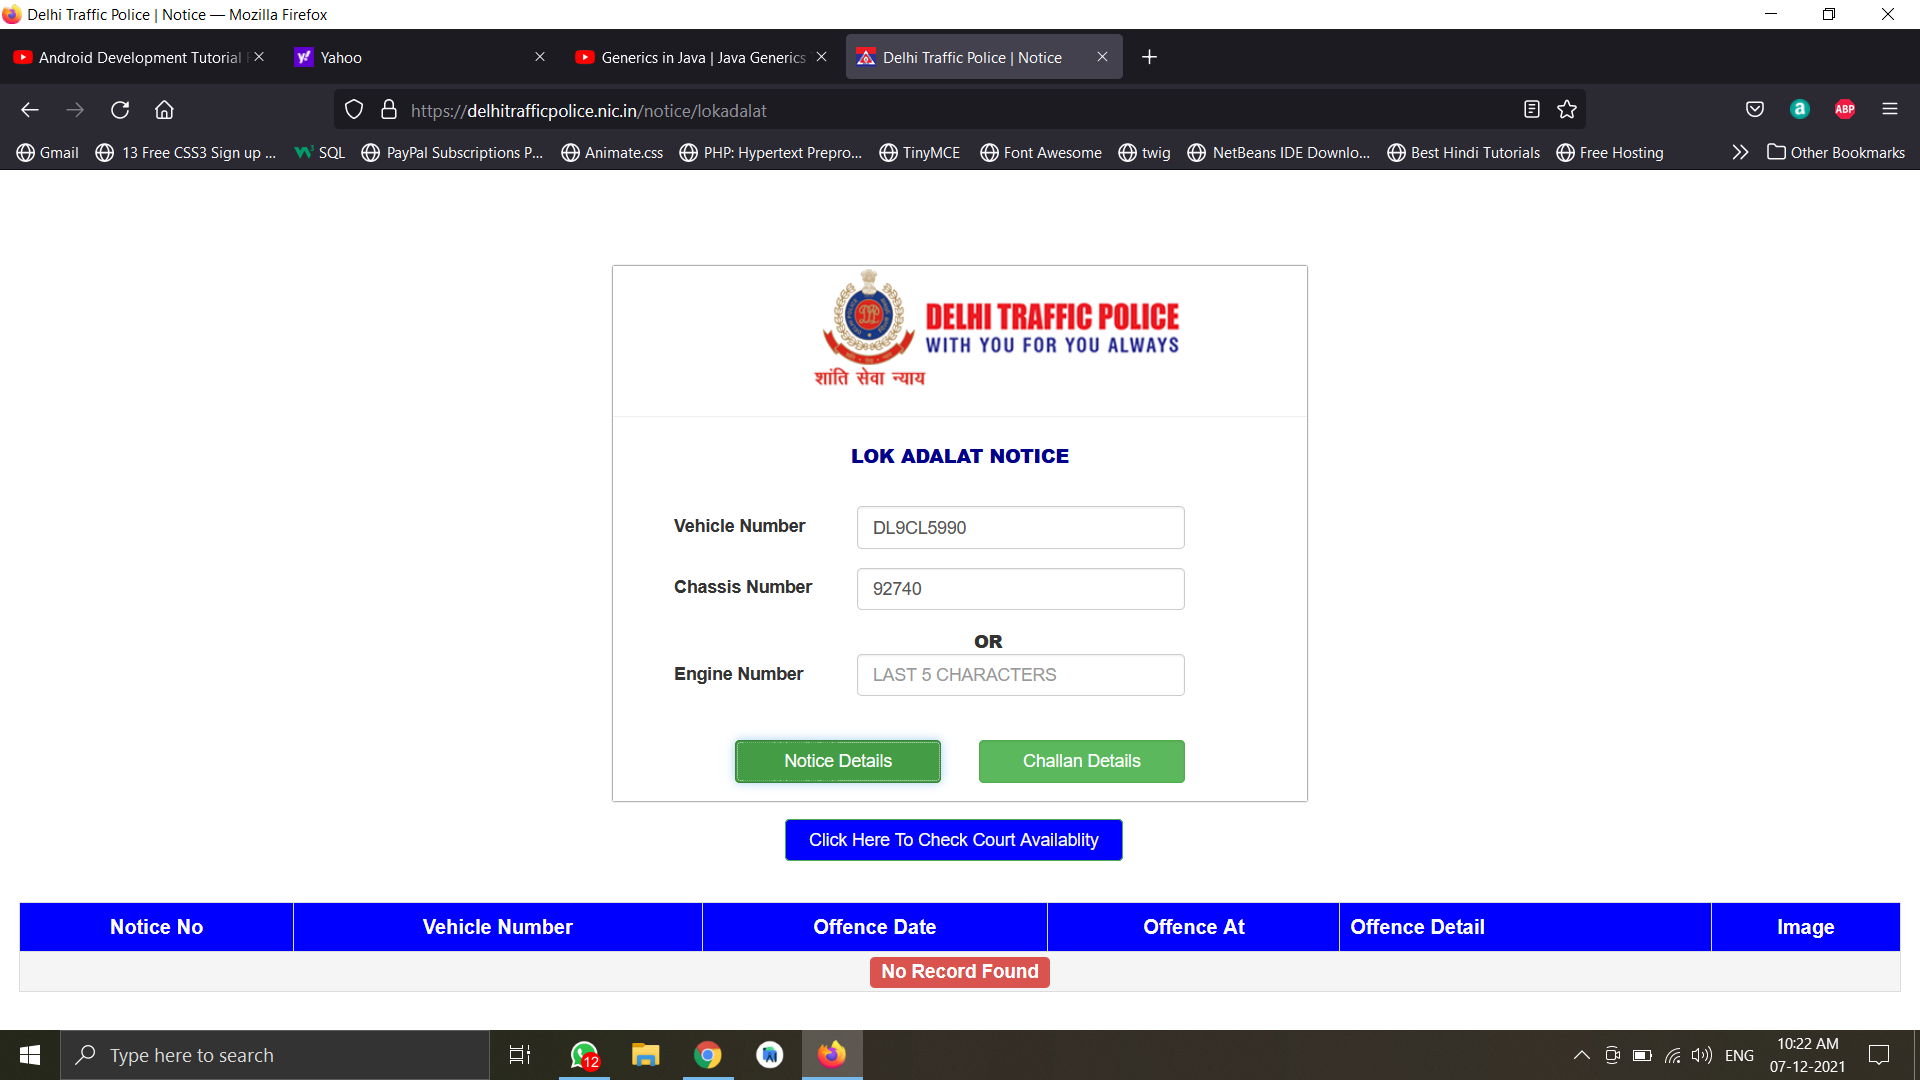 Delhi Traffic Police | Notice — Mozilla Firefox
Android Development Tutorial
Yahoo
Generics in Java | Java Generics
Delhi Traffic Police | Notice
https://delhitrafficpolice.nic.in/notice/lokadalat
ABP
Gmail
13 Free CSS3 Sign up ...
SQL
PayPal Subscriptions P...
Animate.css
PHP: Hypertext Prepro...
TinyMCE
Font Awesome
twig
NetBeans IDE Downlo...
Best Hindi Tutorials
Free Hosting
Other Bookmarks
DELHI TRAFFIC POLICE
WITH YOU FOR YOU ALWAYS
शांति सेवा न्याय
LOK ADALAT NOTICE
Vehicle Number DL9CL5990
Chassis Number 92740
OR
Engine Number LAST 5 CHARACTERS
Notice Details Challan Details
Click Here To Check Court Availablity
Notice No Vehicle Number Offence Date Offence At Offence Detail Image
No Record Found
Type here to search
12
ENG
10:22 AM
07-12-2021